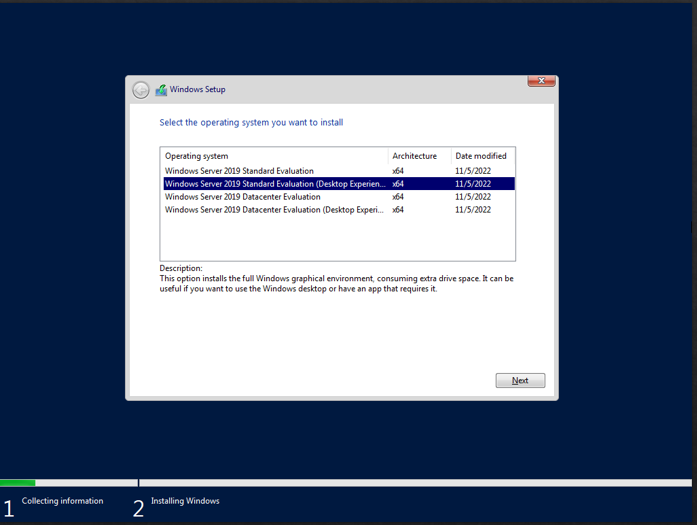 Windows Setup
Select the operating system you want to install
Operating system Architecture Date modified
Windows Server 2019 Standard Evaluation x64 11/5/2022
Windows Server 2019 Standard Evaluation (Desktop Experien... x64 11/5/2022
Windows Server 2019 Datacenter Evaluation x64 11/5/2022
Windows Server 2019 Datacenter Evaluation (Desktop Experi... x64 11/5/2022
Description:
This option installs the full Windows graphical environment, consuming extra drive space. It can be
useful if you want to use the Windows desktop or have an app that requires it.
Next
1 Collecting information 2 Installing Windows